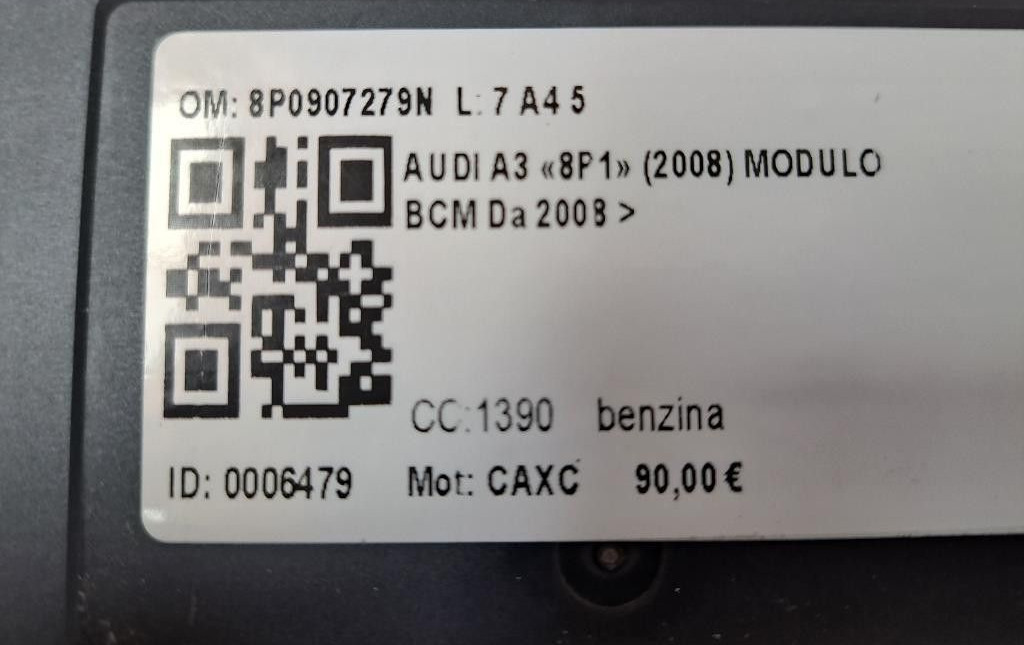 OM: 8P0907279N L: 7 A4 5
AUDI A3 «8P1» (2008) MODULO
BCM Da 2008 >
CC:1390 benzina
ID: 0006479 Mot: CAXC 90,00 €